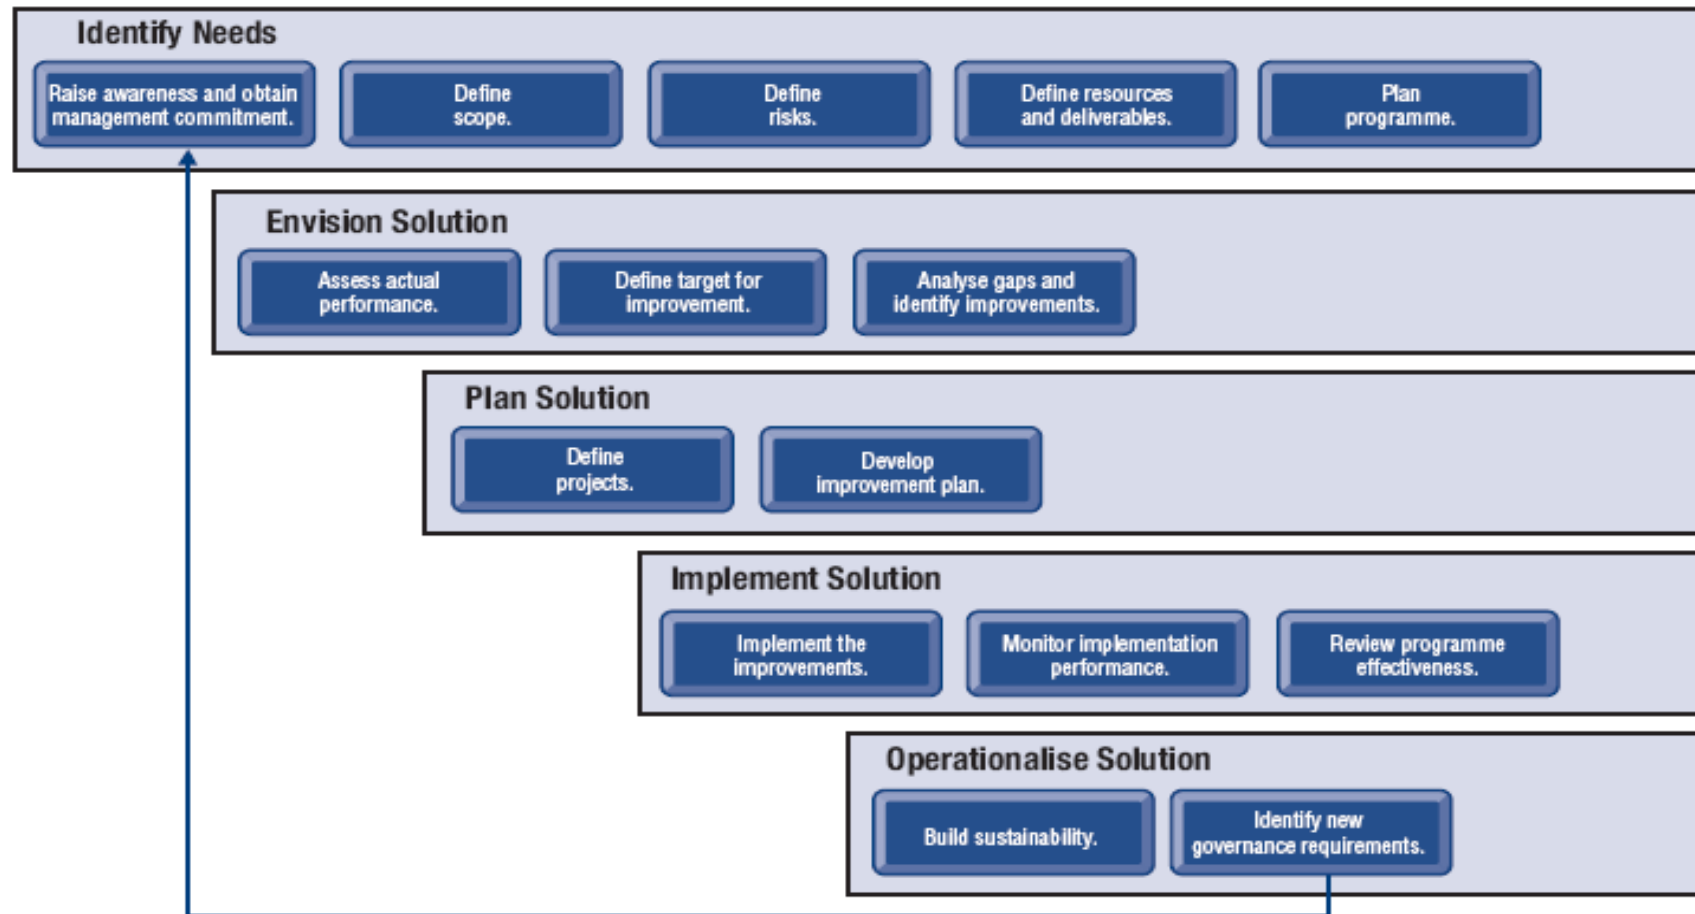 Identify Needs
Raise awareness and obtain
management commitment.
Define
scope.
Define
risks.
Define resources
and deliverables.
Plan
programme.
Envision Solution
Assess actual
performance.
Define target for
improvement.
Analyse gaps and
identify improvements.
Plan Solution
Define
projects.
Develop
improvement plan.
Implement Solution
Implement the
improvements.
Monitor implementation
performance.
Review programme
effectiveness.
Operationalise Solution
Build sustainability.
Identify new
governance requirements.